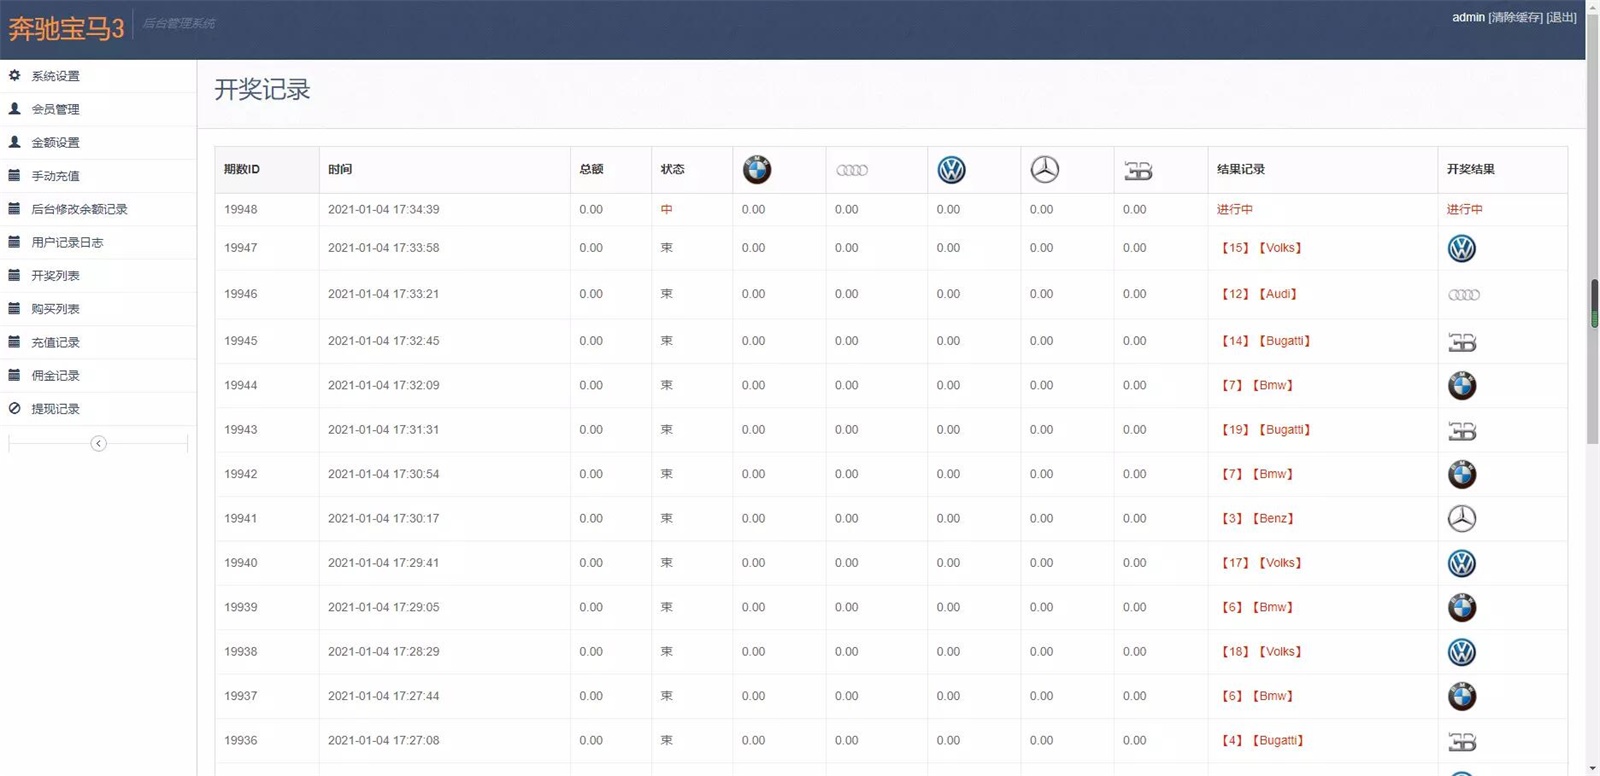 奔驰宝马3
后台管理系统
admin [清除缓存] [退出]
系统设置
会员管理
金额设置
手动充值
后台修改余额记录
用户记录日志
开奖列表
购买列表
充值记录
佣金记录
提现记录
开奖记录
期数ID 时间 总额 状态 结果记录 开奖结果
19948 2021-01-04 17:34:39 0.00 中 0.00 0.00 0.00 0.00 0.00 进行中 进行中
19947 2021-01-04 17:33:58 0.00 束 0.00 0.00 0.00 0.00 0.00 【15】【Volks】
19946 2021-01-04 17:33:21 0.00 束 0.00 0.00 0.00 0.00 0.00 【12】【Audi】
19945 2021-01-04 17:32:45 0.00 束 0.00 0.00 0.00 0.00 0.00 【14】【Bugatti】
19944 2021-01-04 17:32:09 0.00 束 0.00 0.00 0.00 0.00 0.00 【7】【Bmw】
19943 2021-01-04 17:31:31 0.00 束 0.00 0.00 0.00 0.00 0.00 【19】【Bugatti】
19942 2021-01-04 17:30:54 0.00 束 0.00 0.00 0.00 0.00 0.00 【7】【Bmw】
19941 2021-01-04 17:30:17 0.00 束 0.00 0.00 0.00 0.00 0.00 【3】【Benz】
19940 2021-01-04 17:29:41 0.00 束 0.00 0.00 0.00 0.00 0.00 【17】【Volks】
19939 2021-01-04 17:29:05 0.00 束 0.00 0.00 0.00 0.00 0.00 【6】【Bmw】
19938 2021-01-04 17:28:29 0.00 束 0.00 0.00 0.00 0.00 0.00 【18】【Volks】
19937 2021-01-04 17:27:44 0.00 束 0.00 0.00 0.00 0.00 0.00 【6】【Bmw】
19936 2021-01-04 17:27:08 0.00 束 0.00 0.00 0.00 0.00 0.00 【4】【Bugatti】